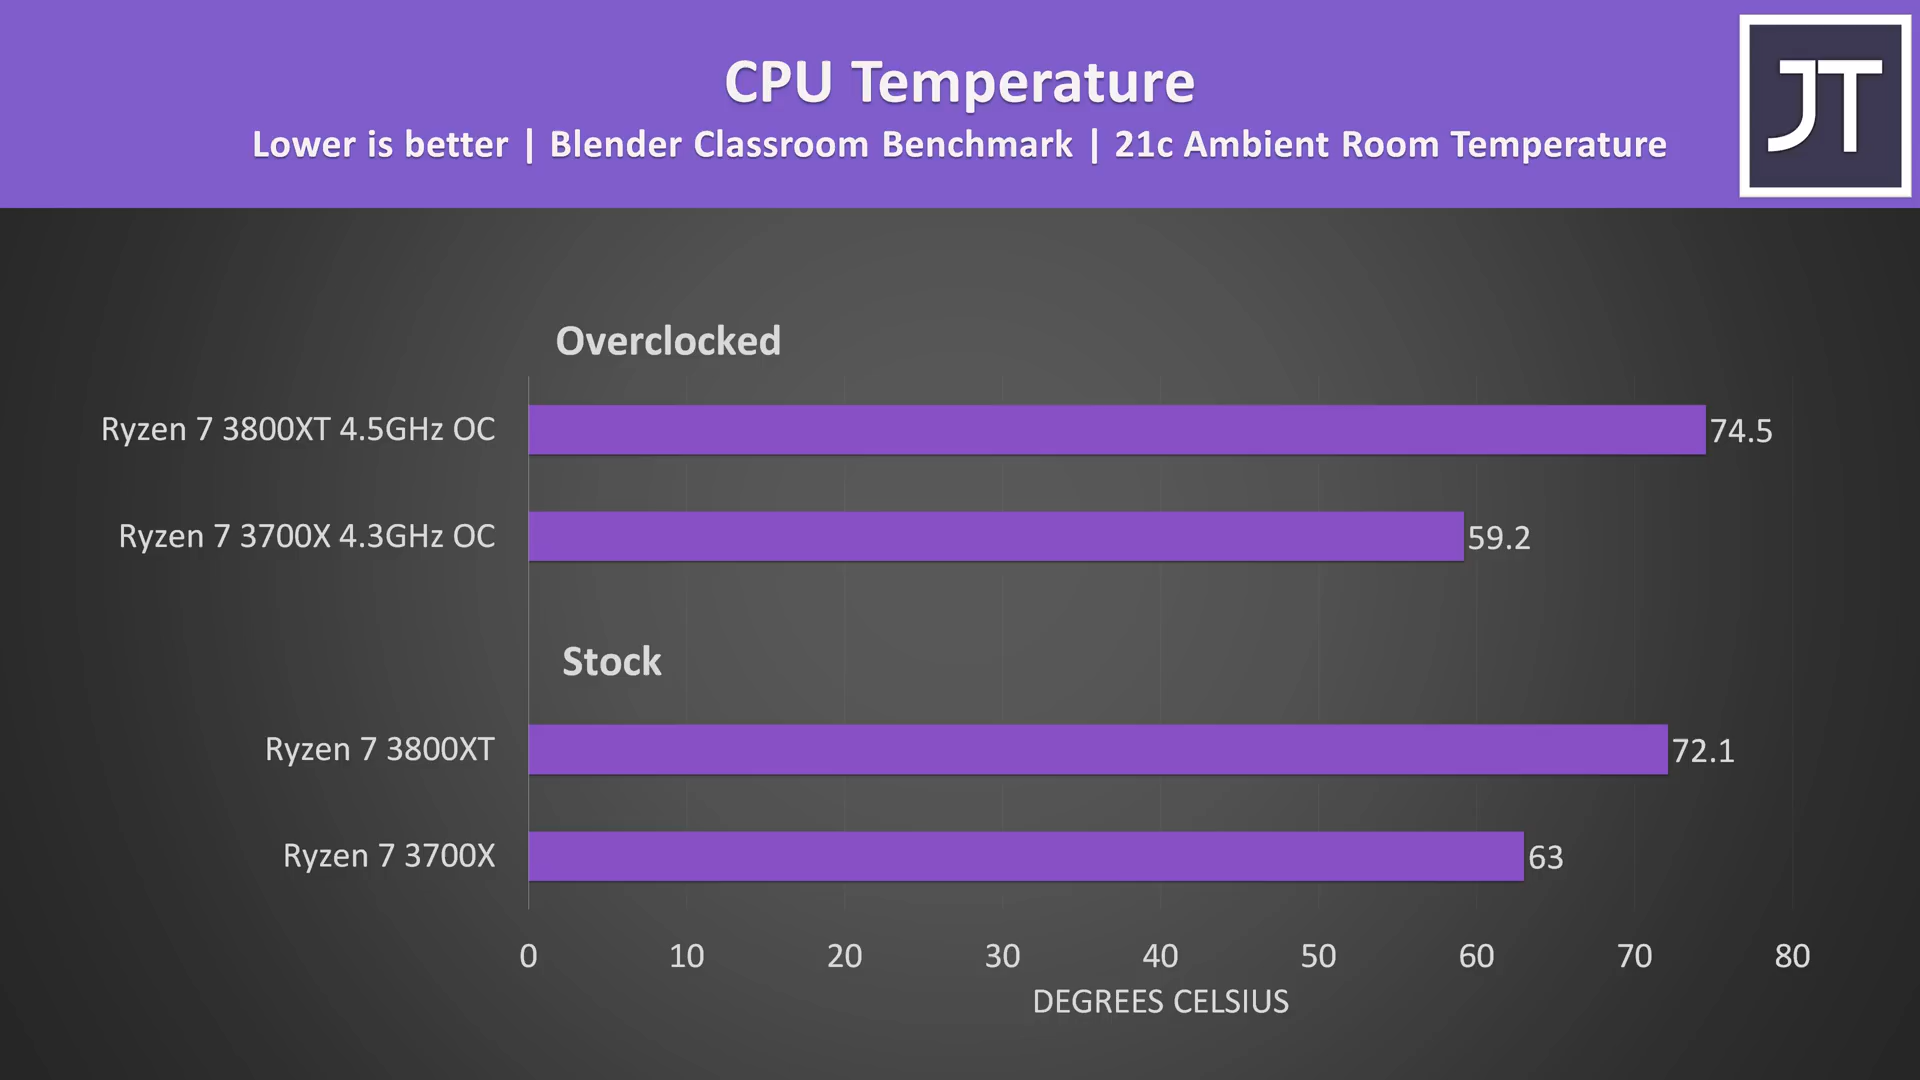 CPU Temperature
Lower is better | Blender Classroom Benchmark | 21c Ambient Room Temperature
JT
Overclocked
Ryzen 7 3800XT 4.5GHz OC 74.5
Ryzen 7 3700X 4.3GHz OC 59.2
Stock
Ryzen 7 3800XT 72.1
Ryzen 7 3700X 63
0 10 20 30 40 50 60 70 80
DEGREES CELSIUS